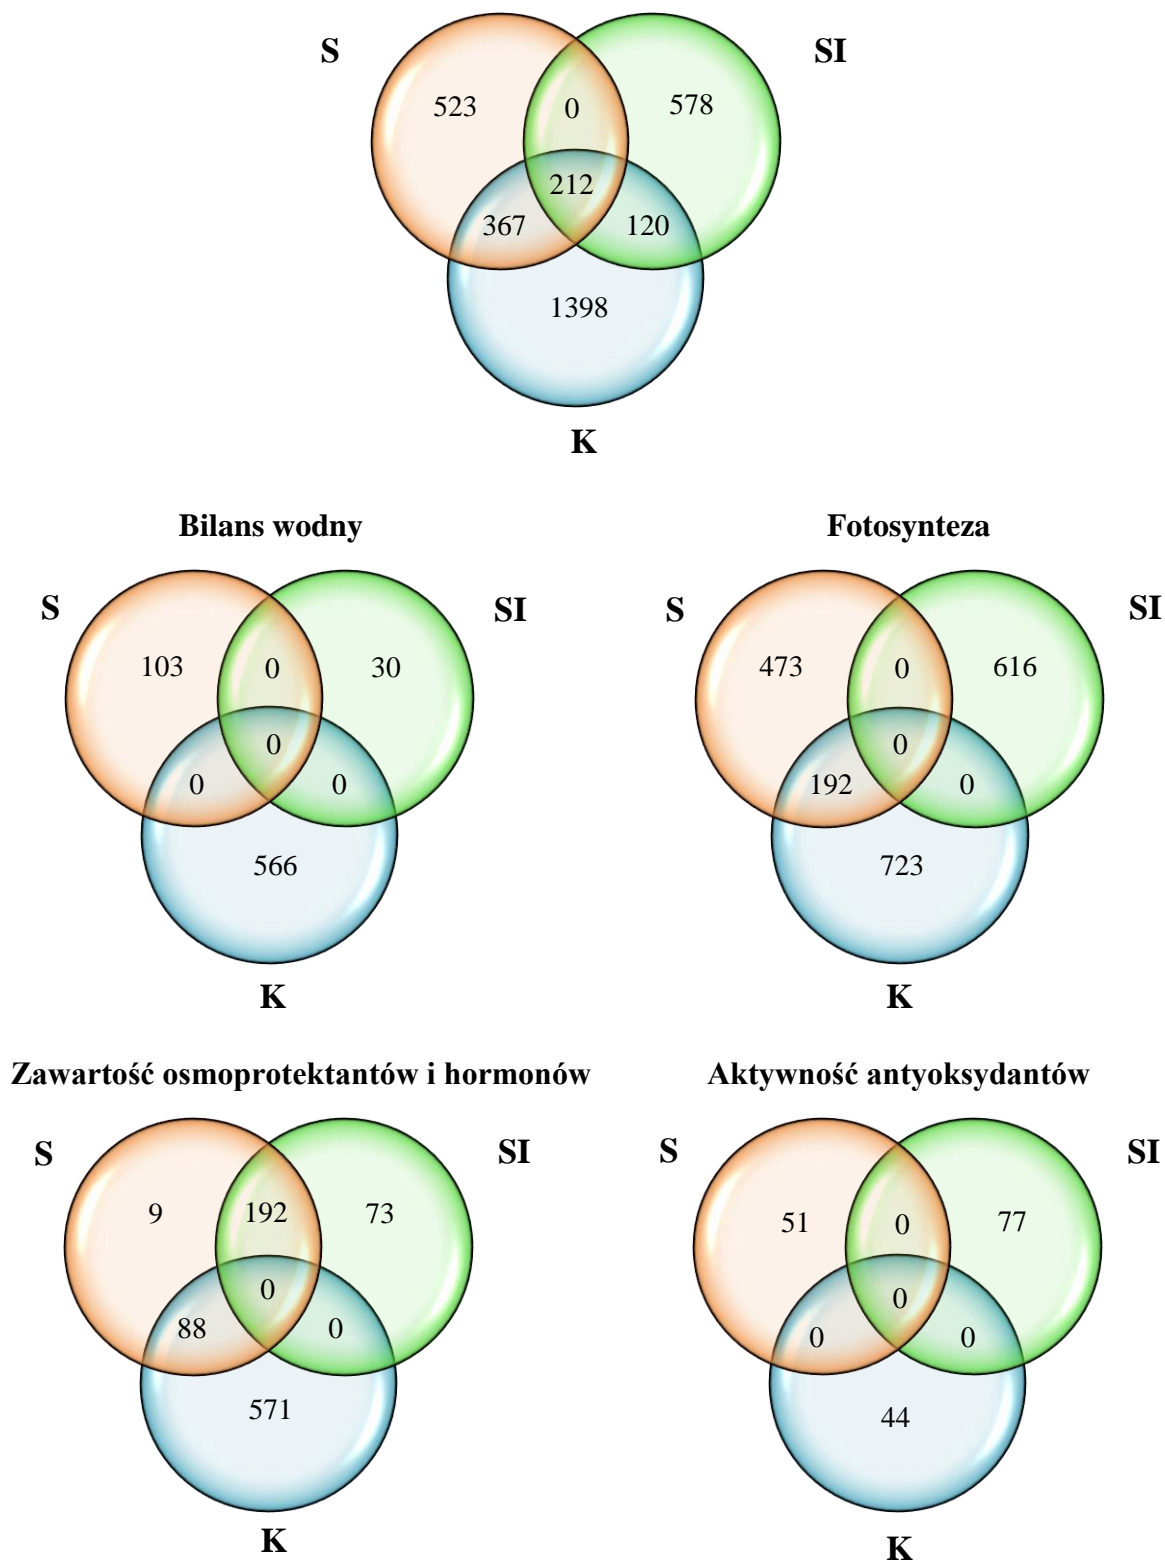 S
SI
523
0
578
212
367
120
1398
K
Bilans wodny
S
SI
103
0
30
0
0
0
566
K
Fotosynteza
S
SI
473
0
616
0
192
0
723
K
Zawartość osmoprotektantów i hormonów
S
SI
9
192
73
0
88
0
571
K
Aktywność antyoksydantów
S
SI
51
0
77
0
0
0
44
K